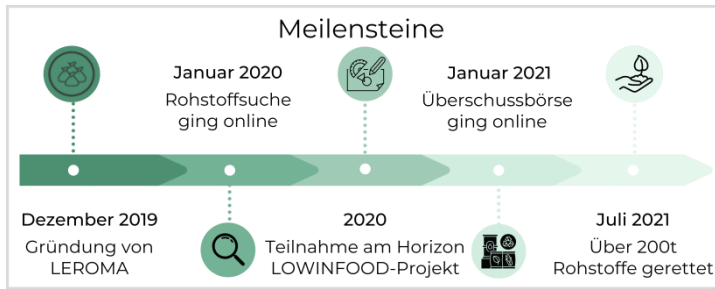 Meilensteine
Januar 2020
Rohstoffsuche
ging online
Januar 2021
Überschussbörse
ging online
Dezember 2019
Gründung von
LEROMA
2020
Teilnahme am Horizon
LOWINFOOD-Projekt
Juli 2021
Über 200t
Rohstoffe gerettet